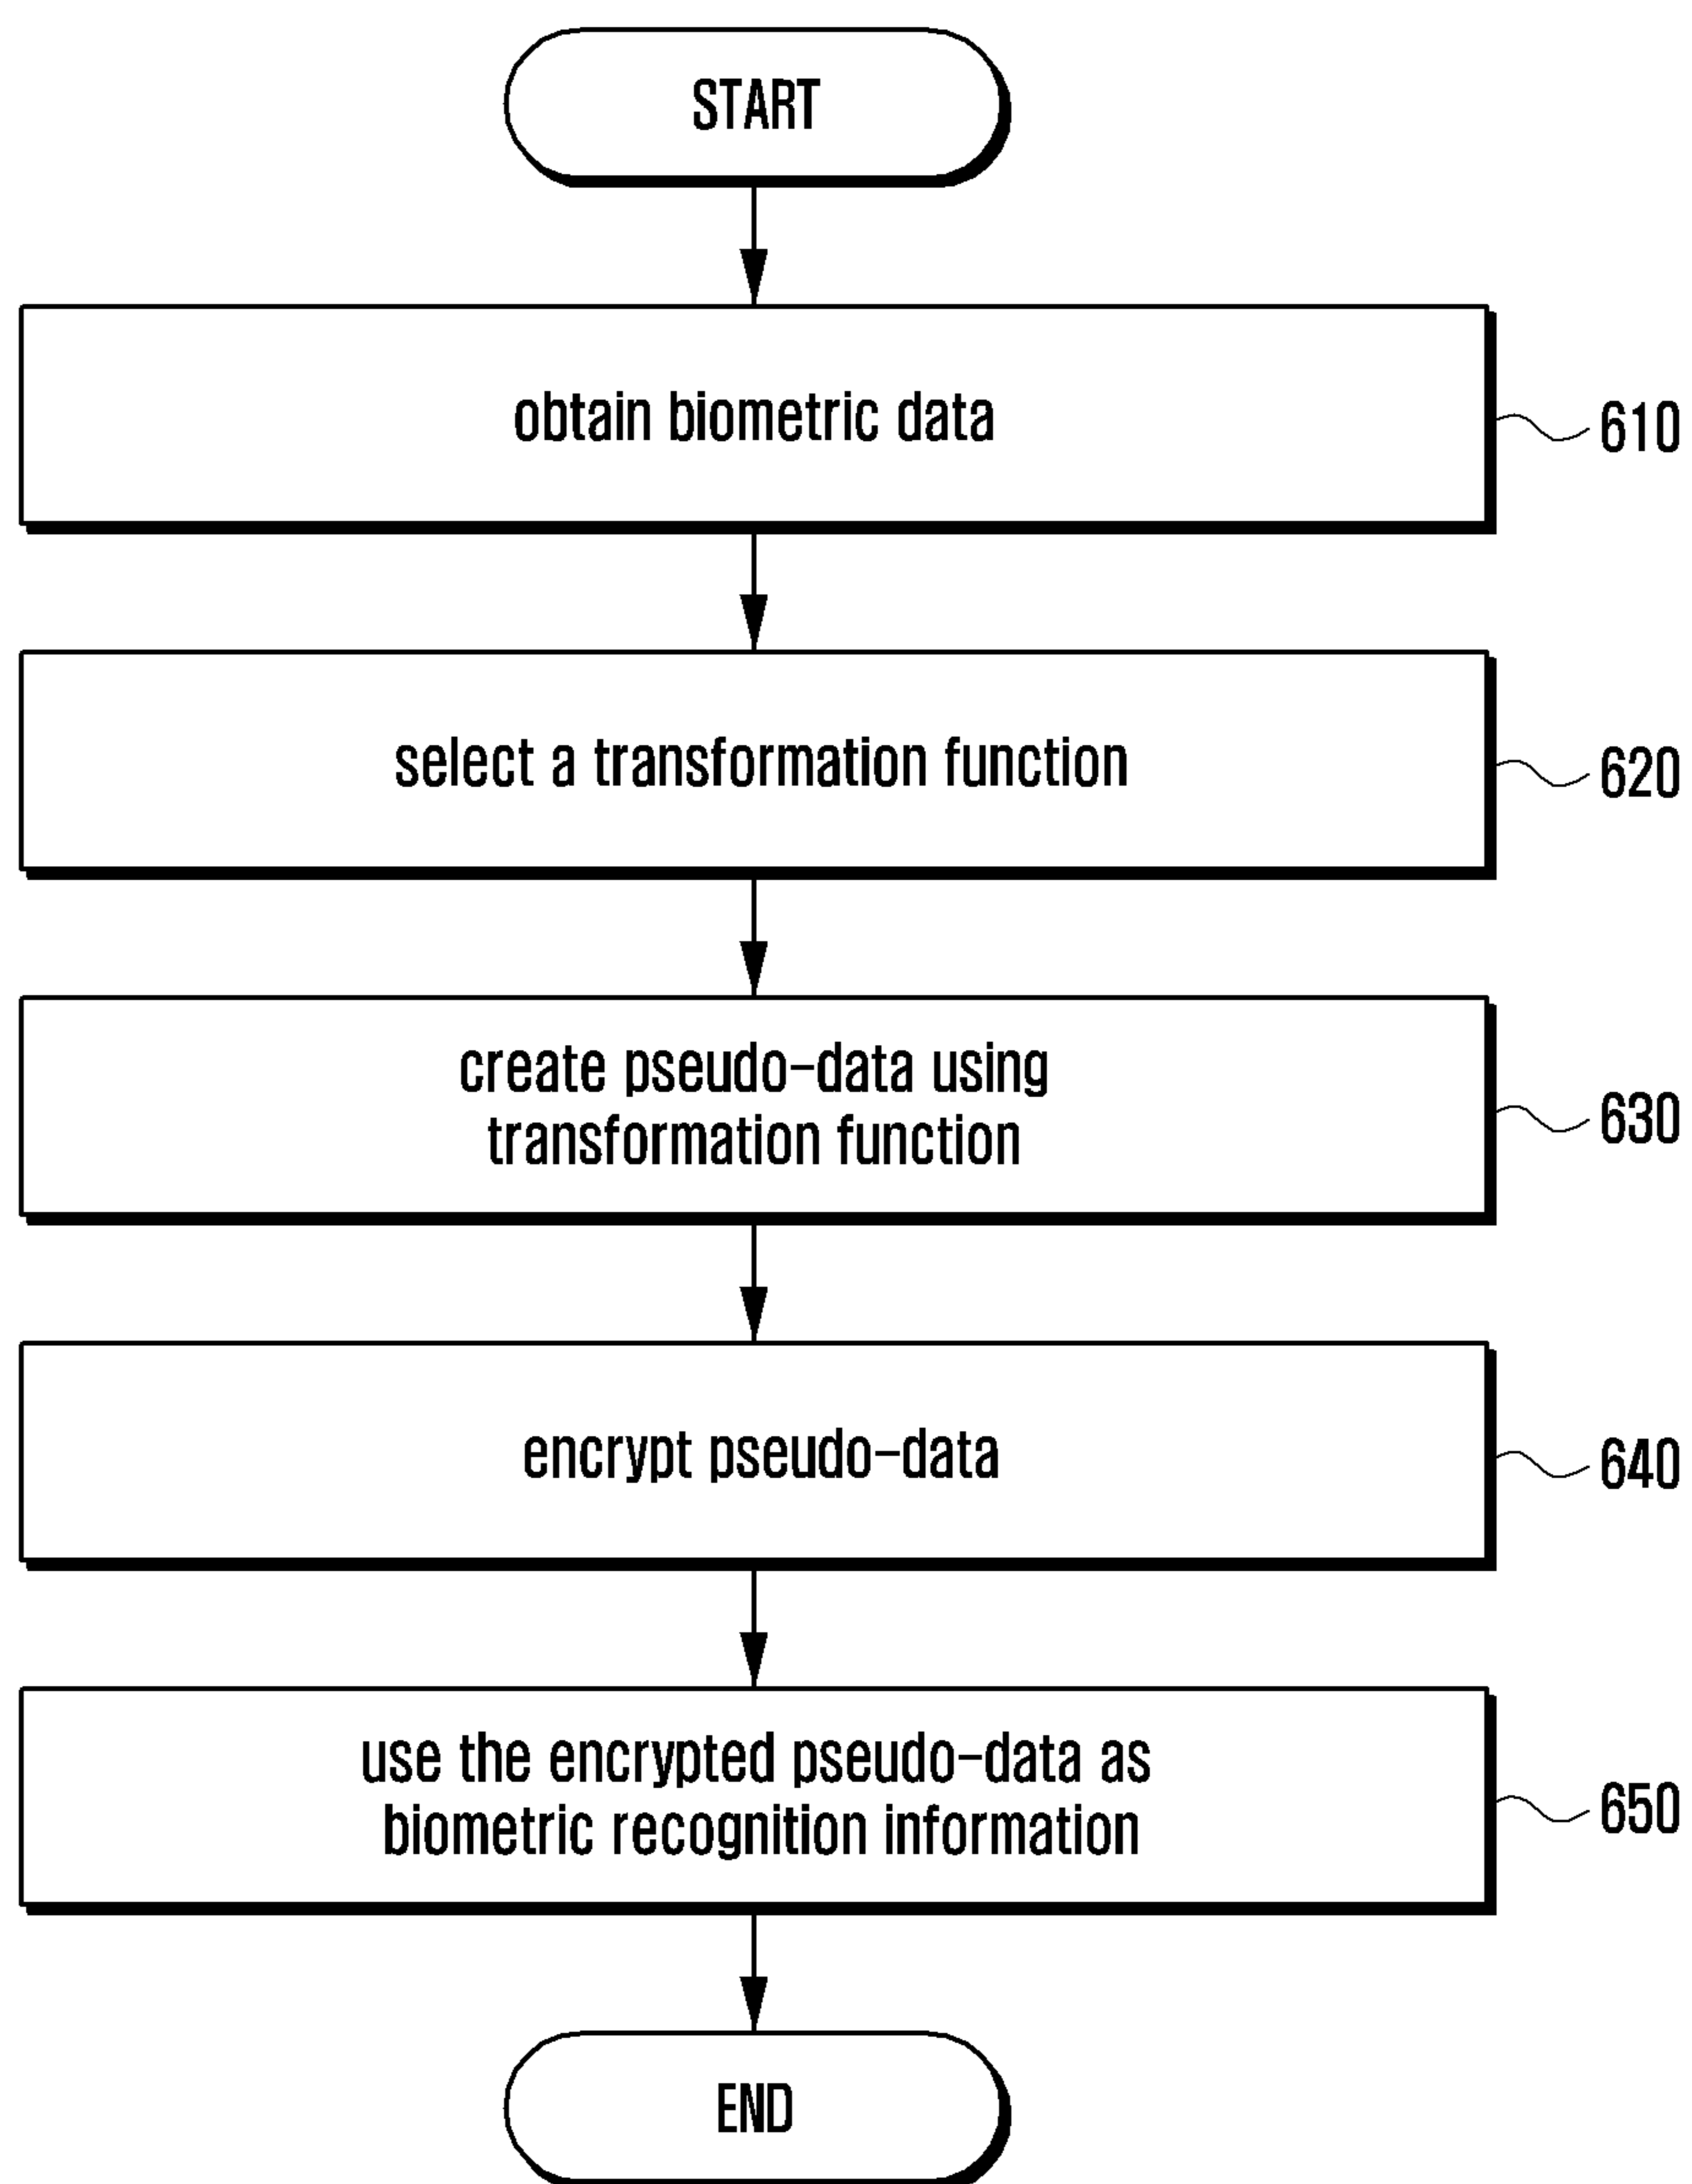 START
obtain biometric data
610
select a transformation function
620
create pseudo-data using
transformation function
630
encrypt pseudo-data
640
use the encrypted pseudo-data as
biometric recognition information
650
END